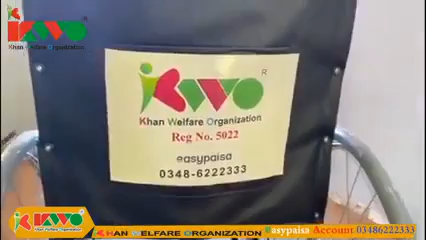 KWO
Khan Welfare Organization
KWO
®
Khan Welfare Organization
Reg No. 5022
easypaisa
0348-6222333
KWO
Khan Welfare Organization
KHAN WELFARE ORGANIZATION
Easypaisa Account 03486222333